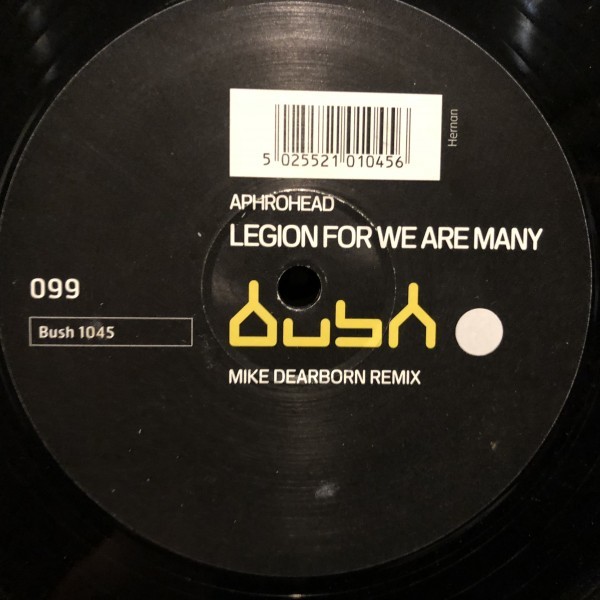 5 025521 010456
Hernan
APHROHEAD
LEGION FOR WE ARE MANY
099
Bush 1045
bush
MIKE DEARBORN REMIX